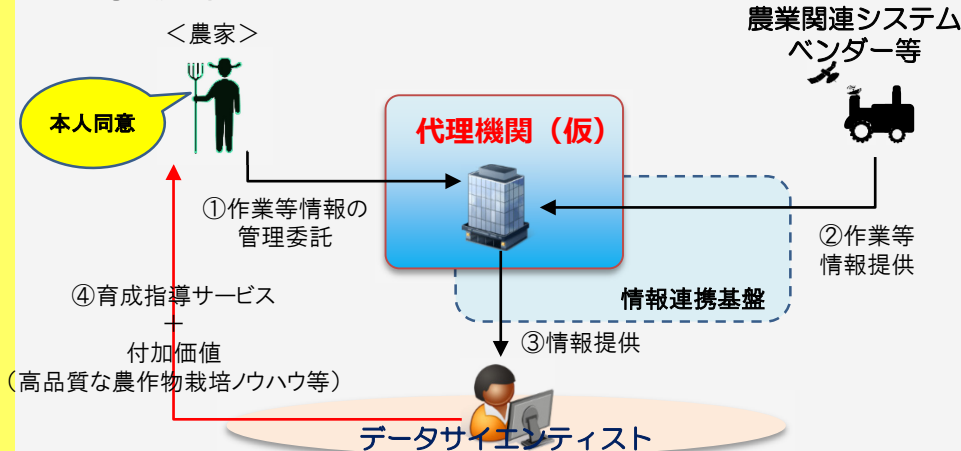 ＜農家＞
農業関連システム
ベンダー等
本人同意
代理機関（仮）
①作業等情報の
管理委託
②作業等
情報提供
情報連携基盤
③情報提供
④育成指導サービス
＋
付加価値
（高品質な農作物栽培ノウハウ等）
データサイエンティスト